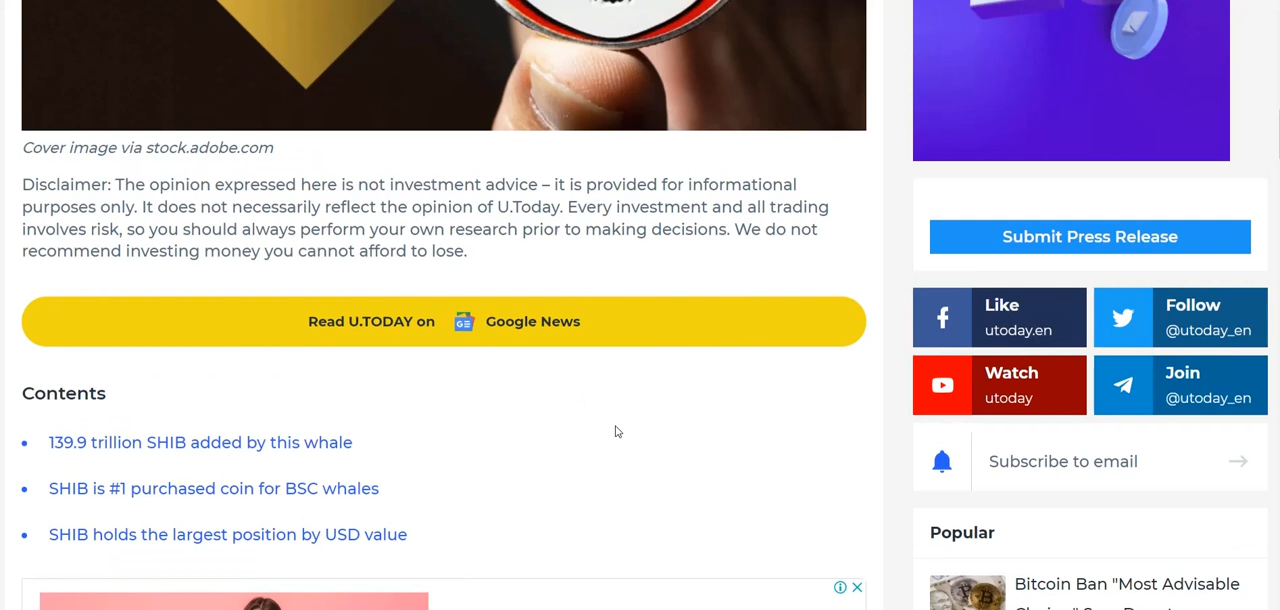 Cover image via stock.adobe.com
Disclaimer: The opinion expressed here is not investment advice – it is provided for informational
purposes only. It does not necessarily reflect the opinion of U.Today. Every investment and all trading
involves risk, so you should always perform your own research prior to making decisions. We do not
recommend investing money you cannot afford to lose.
Read U.TODAY on GE Google News
Contents
139.9 trillion SHIB added by this whale
SHIB is #1 purchased coin for BSC whales
SHIB holds the largest position by USD value
Submit Press Release
Like
utoday.en
Follow
@utoday_en
Watch
utoday
Join
@utoday_en
Subscribe to email
Popular
Bitcoin Ban "Most Advisable